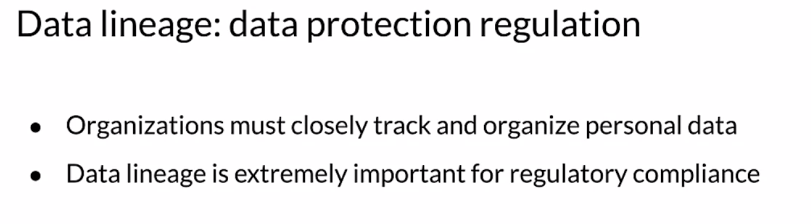 Data lineage: data protection regulation
• Organizations must closely track and organize personal data
• Data lineage is extremely important for regulatory compliance